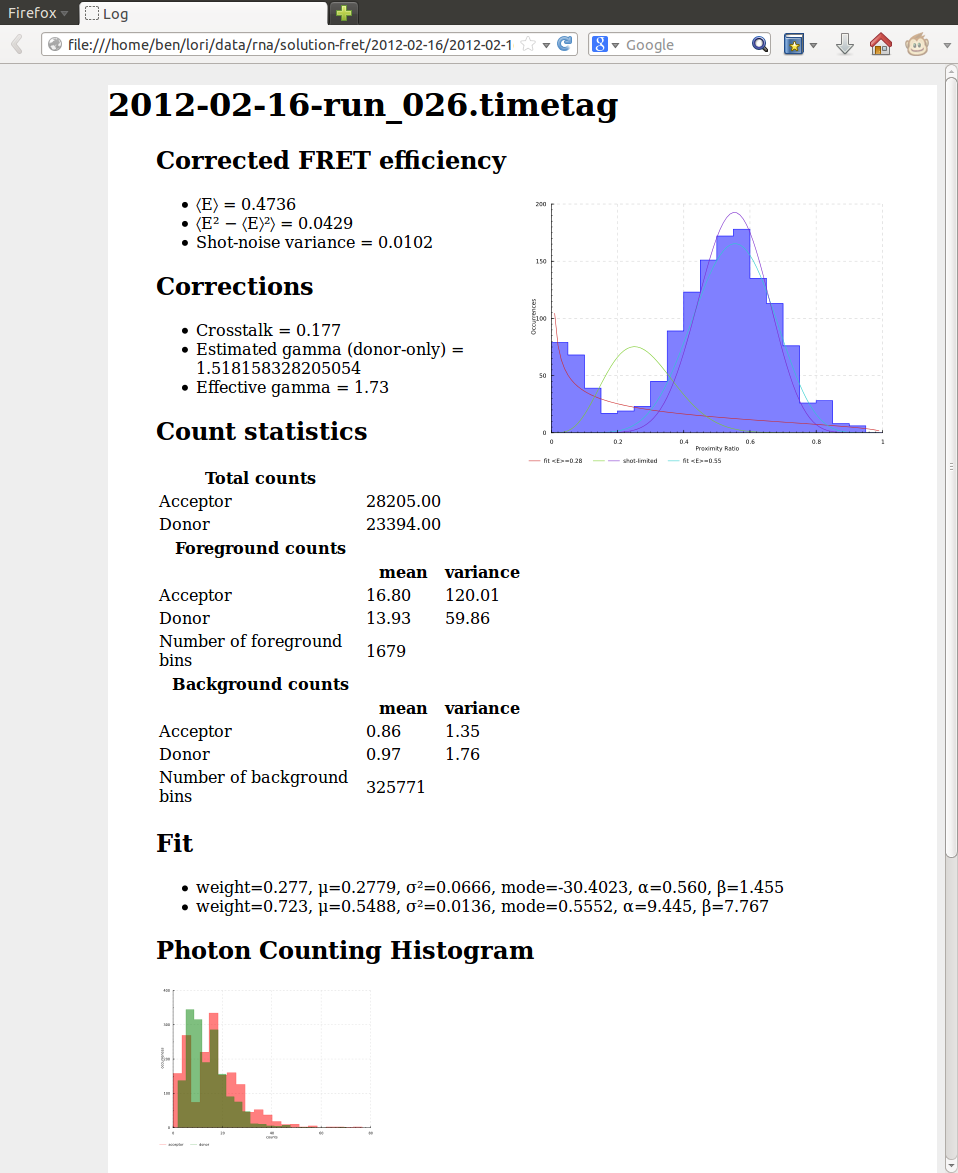 Firefox
Log
file:///home/ben/lori/data/rna/solution-fret/2012-02-16/2012-02-1
8 Google
2012-02-16-run_026.timetag
Corrected FRET efficiency
• ⟨E⟩ = 0.4736
• ⟨E² − ⟨E⟩²⟩ = 0.0429
• Shot-noise variance = 0.0102
Corrections
• Crosstalk = 0.177
• Estimated gamma (donor-only) =
1.518158328205054
• Effective gamma = 1.73
200
150
100
50
0
Occurrences
0 0.2 0.4 0.6 0.8 1
Proximity Ratio
fit <E>=0.28 shot-limited fit <E>=0.55
Count statistics
Total counts
Acceptor 28205.00
Donor 23394.00
Foreground counts
mean variance
Acceptor 16.80 120.01
Donor 13.93 59.86
Number of foreground
bins 1679
Background counts
mean variance
Acceptor 0.86 1.35
Donor 0.97 1.76
Number of background
bins 325771
Fit
• weight=0.277, μ=0.2779, σ²=0.0666, mode=-30.4023, α=0.560, β=1.455
• weight=0.723, μ=0.5488, σ²=0.0136, mode=0.5552, α=9.445, β=7.767
Photon Counting Histogram
400
300
200
100
0
occurrences
0 20 40 60 80
counts
acceptor donor